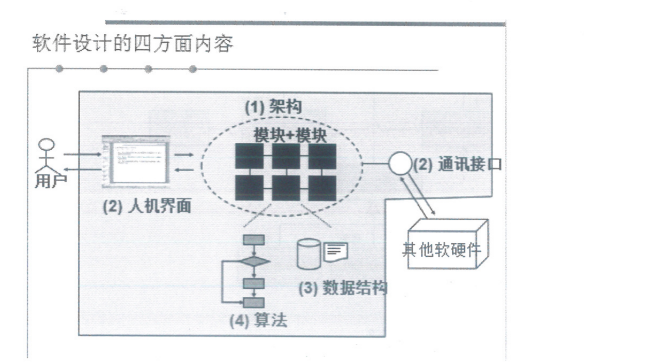 软件设计的四方面内容
(1) 架构
模块+模块
用户
(2) 人机界面
(2) 通讯接口
其他软硬件
(3) 数据结构
(4) 算法